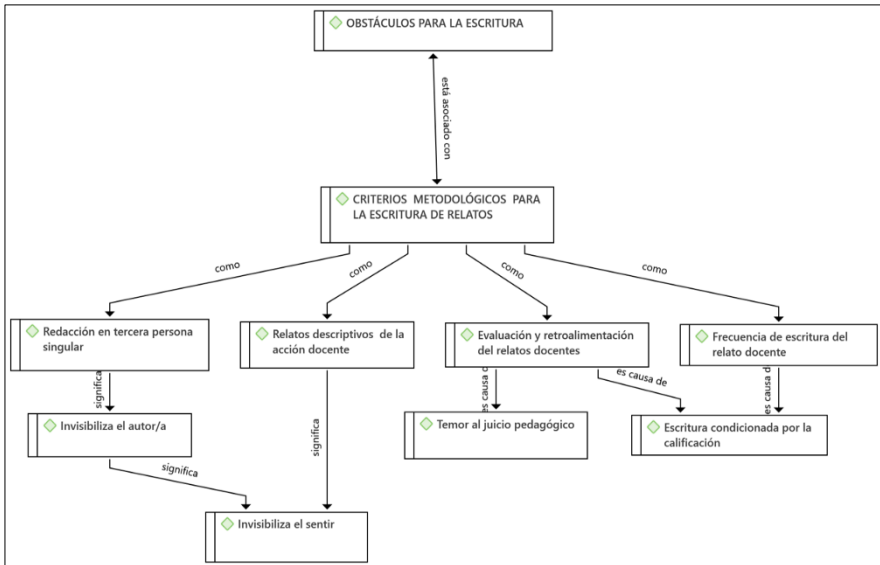 OBSTÁCULOS PARA LA ESCRITURA
está asociado con
CRITERIOS METODOLÓGICOS PARA
LA ESCRITURA DE RELATOS
como
como
como
como
Redacción en tercera persona
singular
Relatos descriptivos de la
acción docente
Evaluación y retroalimentación
del relatos docentes
Frecuencia de escritura del
relato docente
significa
significa
es causa d
es causa de
es causa d
Invisibiliza el autor/a
Temor al juicio pedagógico
Escritura condicionada por la
calificación
significa
Invisibiliza el sentir